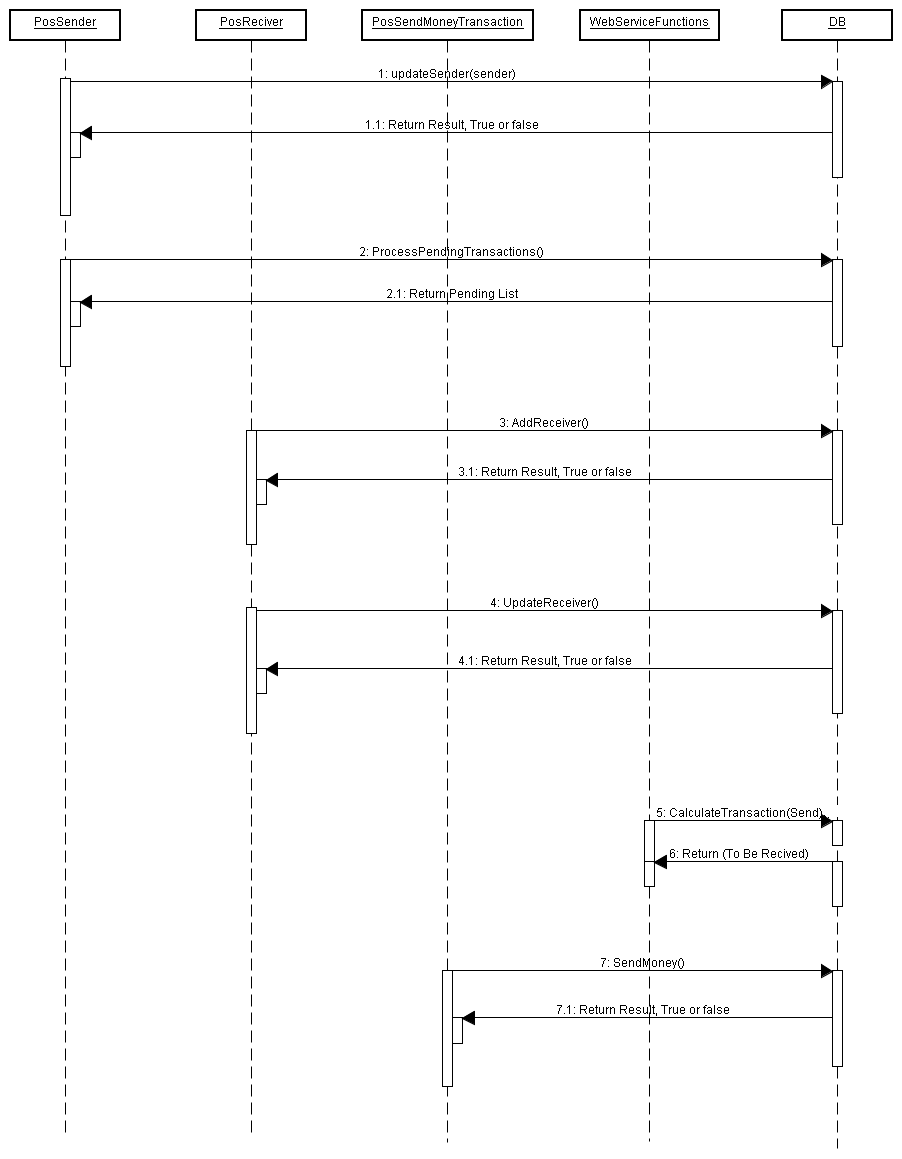 PosSender
PosReciver
PosSendMoneyTransaction
WebServiceFunctions
DB
1: updateSender(sender)
1.1: Return Result, True or false
2: ProcessPendingTransactions()
2.1: Return Pending List
3: AddReceiver()
3.1: Return Result, True or false
4: UpdateReceiver()
4.1: Return Result, True or false
5: CalculateTransaction(Send)
6: Return (To Be Recived)
7: SendMoney()
7.1: Return Result, True or false